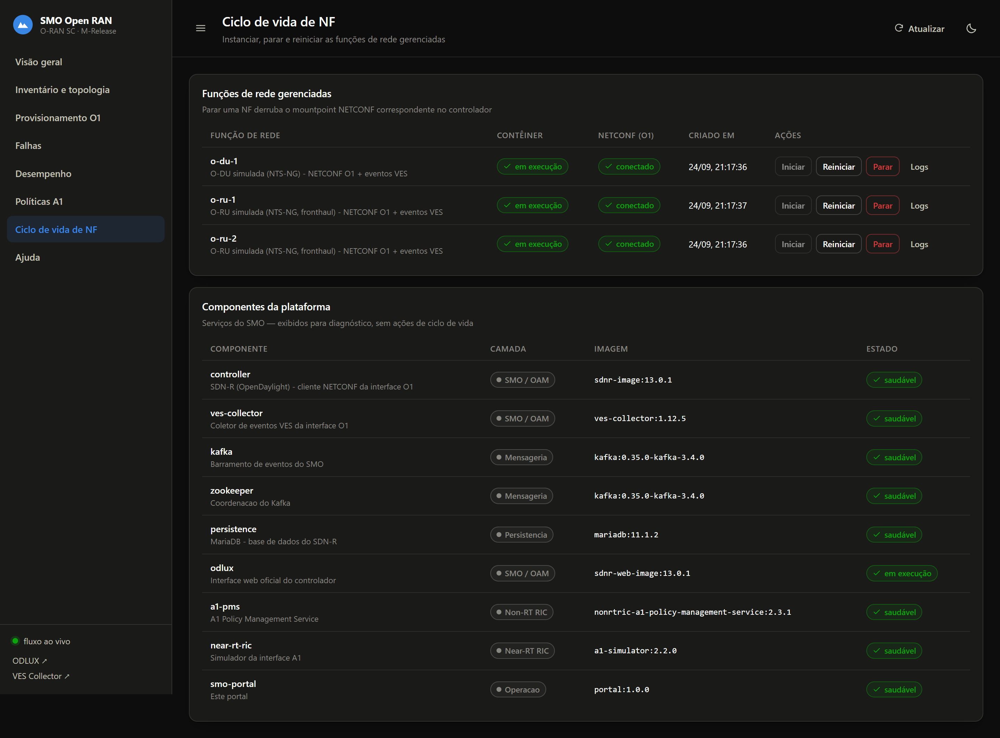 SMO Open RAN
O-RAN SC · M-Release
Visão geral
Inventário e topologia
Provisionamento O1
Falhas
Desempenho
Políticas A1
Ciclo de vida de NF
Ajuda
fluxo ao vivo
ODLUX ↗
VES Collector ↗
Ciclo de vida de NF
Instanciar, parar e reiniciar as funções de rede gerenciadas
Atualizar
Funções de rede gerenciadas
Parar uma NF derruba o mountpoint NETCONF correspondente no controlador
FUNÇÃO DE REDE CONTÊINER NETCONF (O1) CRIADO EM AÇÕES
o-du-1
O-DU simulada (NTS-NG) - NETCONF O1 + eventos VES
em execução conectado 24/09, 21:17:36 Iniciar Reiniciar Parar Logs
o-ru-1
O-RU simulada (NTS-NG, fronthaul) - NETCONF O1 + eventos VES
em execução conectado 24/09, 21:17:37 Iniciar Reiniciar Parar Logs
o-ru-2
O-RU simulada (NTS-NG, fronthaul) - NETCONF O1 + eventos VES
em execução conectado 24/09, 21:17:36 Iniciar Reiniciar Parar Logs
Componentes da plataforma
Serviços do SMO — exibidos para diagnóstico, sem ações de ciclo de vida
COMPONENTE CAMADA IMAGEM ESTADO
controller
SDN-R (OpenDaylight) - cliente NETCONF da interface O1
SMO / OAM sdnr-image:13.0.1 saudável
ves-collector
Coletor de eventos VES da interface O1
SMO / OAM ves-collector:1.12.5 saudável
kafka
Barramento de eventos do SMO
Mensageria kafka:0.35.0-kafka-3.4.0 saudável
zookeeper
Coordenacao do Kafka
Mensageria kafka:0.35.0-kafka-3.4.0 saudável
persistence
MariaDB - base de dados do SDN-R
Persistencia mariadb:11.1.2 saudável
odlux
Interface web oficial do controlador
SMO / OAM sdnr-web-image:13.0.1 em execução
a1-pms
A1 Policy Management Service
Non-RT RIC nonrtric-a1-policy-management-service:2.3.1 saudável
near-rt-ric
Simulador da interface A1
Near-RT RIC a1-simulator:2.2.0 saudável
smo-portal
Este portal
Operacao portal:1.0.0 saudável